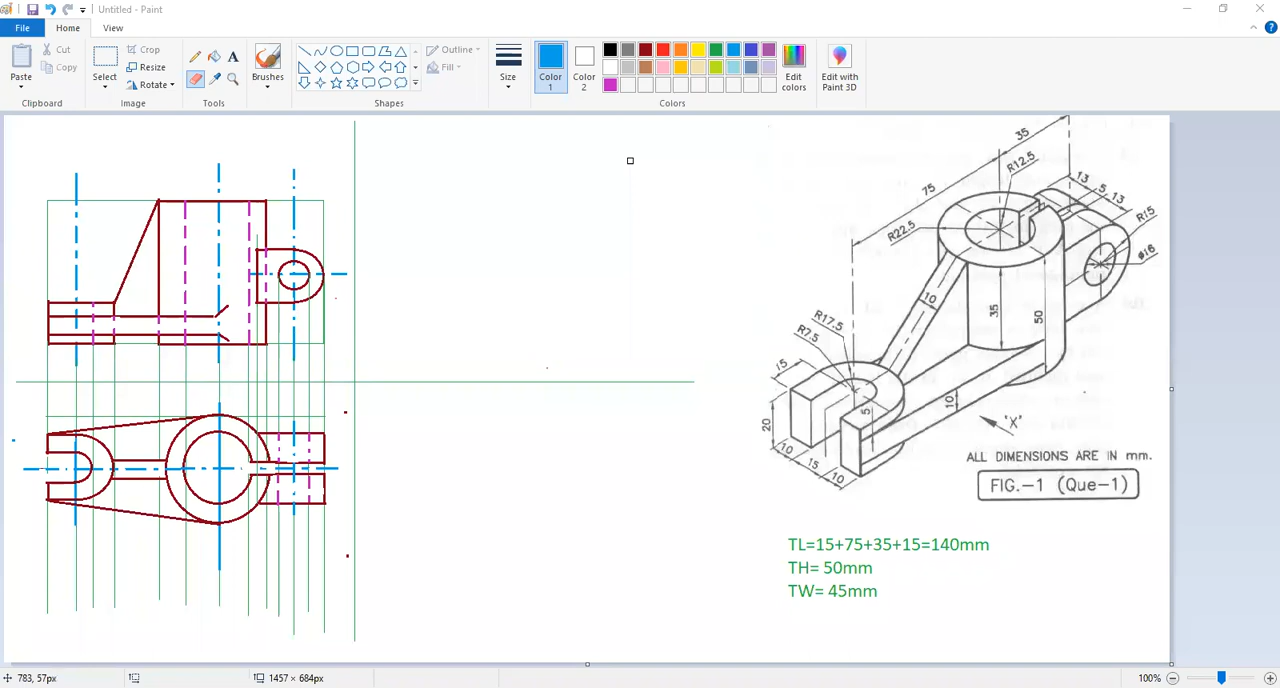 Untitled - Paint
File
Home
View
Paste
Cut
Copy
Clipboard
Select
Crop
Resize
Rotate
Image
A
Tools
Brushes
Outline
Fill
Shapes
Size
Color
1
Color
2
Edit
colors
Colors
Edit with
Paint 3D
35
R12.5
75
13
5
13
R15
R22.5
Ø16
10
35
50
R17.5
R7.5
15
10
5
20
"X"
10
15
10
ALL DIMENSIONS ARE IN mm.
FIG.-1 (Que-1)
TL=15+75+35+15=140mm
TH= 50mm
TW= 45mm
783, 57px
1457 × 684px
100%